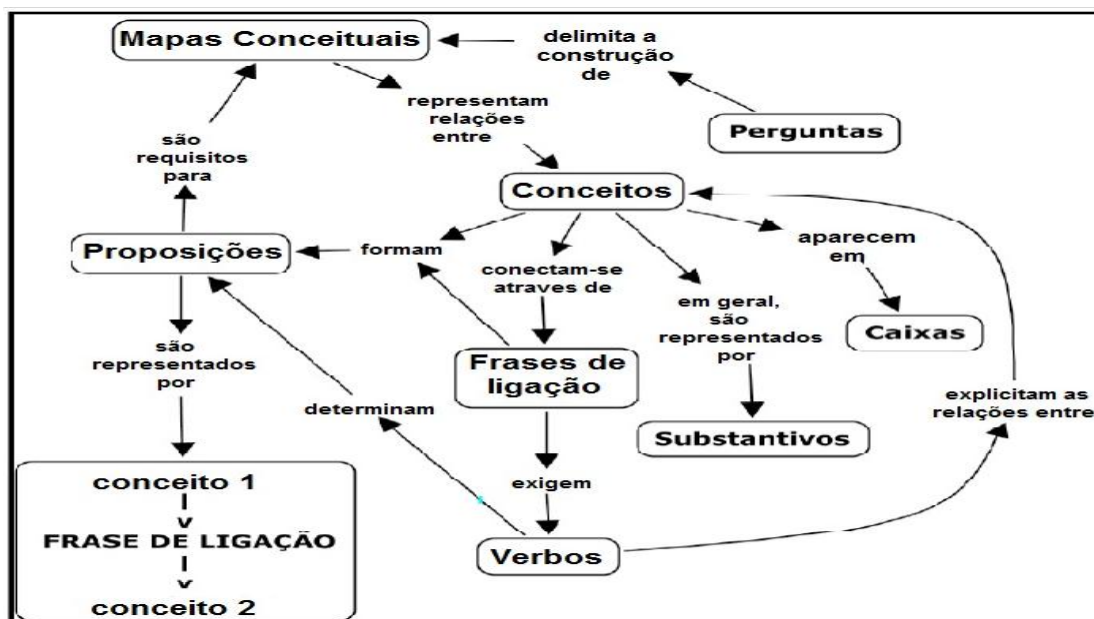 Mapas Conceituais
delimita a
construção
de
representam
relações
entre
Perguntas
são
requisitos
para
Conceitos
Proposições
formam
conectam-se
atraves de
aparecem
em
em geral,
são
representados
por
Caixas
são
representados
por
Frases de
ligação
determinam
explicitam as
relações entre
Substantivos
conceito 1
exigem
FRASE DE LIGAÇÃO
Verbos
conceito 2